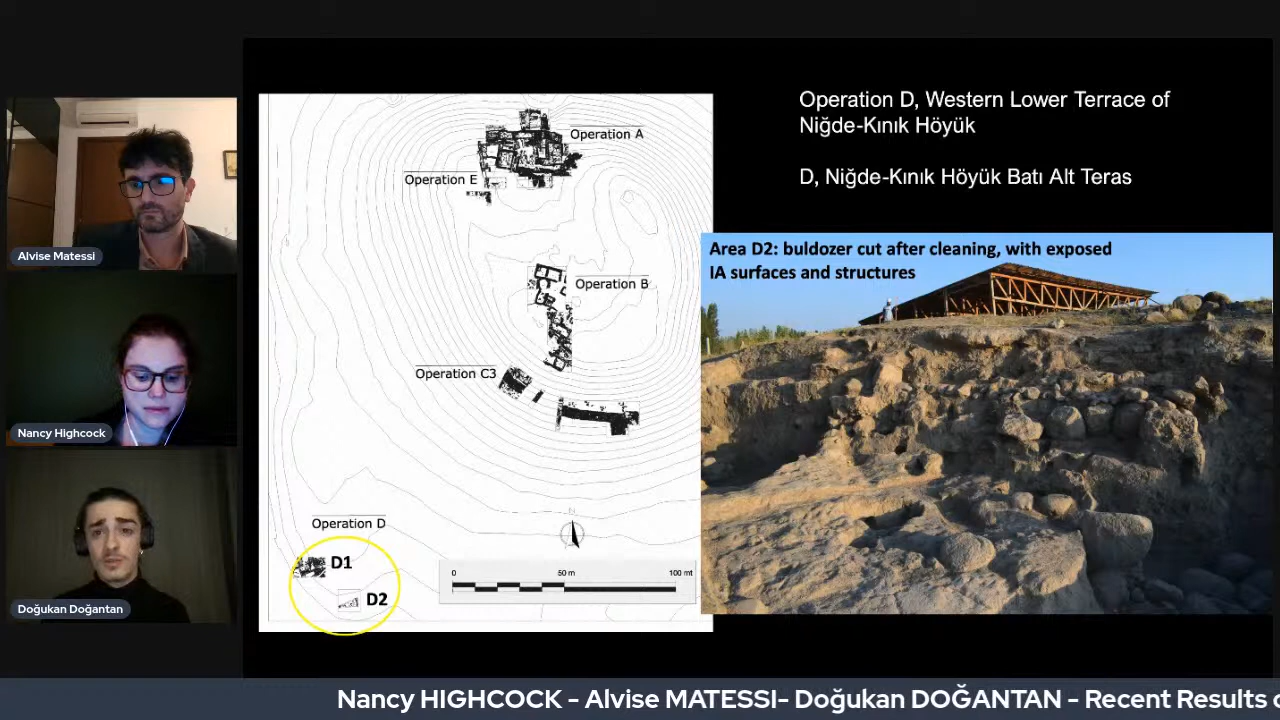 Alvise Matessi
Nancy Highcock
Doğukan Doğantan
Operation A
Operation E
Operation B
Operation C3
Operation D
D1
D2
N
0
50 m
100 mt
Operation D, Western Lower Terrace of
Niğde-Kınık Höyük
D, Niğde-Kınık Höyük Batı Alt Teras
Area D2: buldozer cut after cleaning, with exposed
IA surfaces and structures
Nancy HIGHCOCK - Alvise MATESSI- Doğukan DOĞANTAN - Recent Results